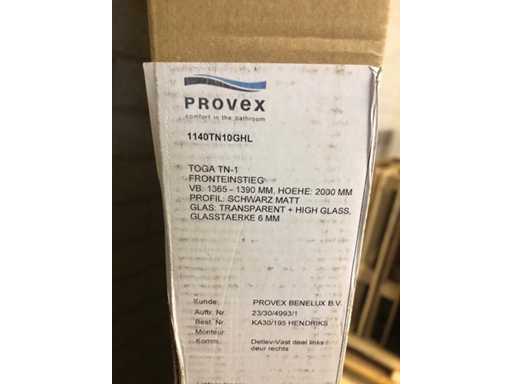 PROVEX
comfort in the bathroom
1140TN10GHL
TOGA TN-1
FRONTEINSTIEG
VB: 1365 - 1390 MM, HOEHE: 2000 MM
PROFIL: SCHWARZ MATT
GLAS: TRANSPARENT + HIGH GLASS,
GLASSTAERKE 6 MM
Kunde: PROVEX BENELUX B.V.
Auftr. Nr. 23/30/4993/1
Best. Nr. KA30/195 HENDRIKS
Monteur:
Komm. Detlev-Vast deel links /
deur rechts